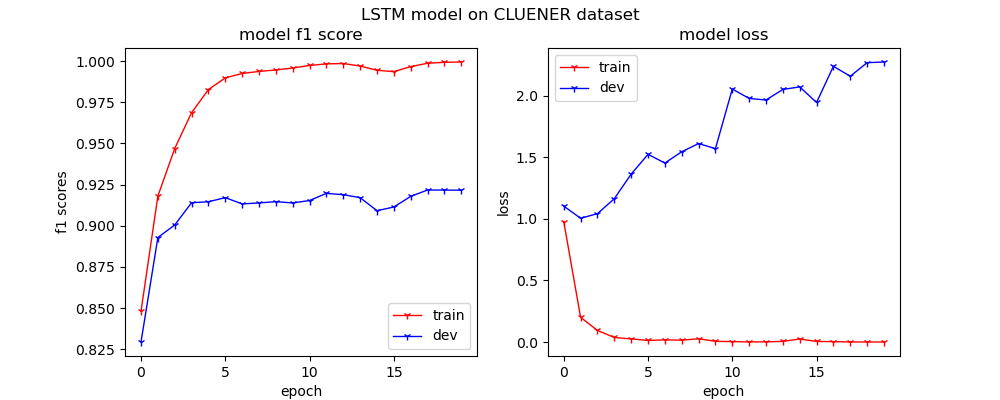 LSTM model on CLUENER dataset
model f1 score
f1 scores
1.000
0.975
0.950
0.925
0.900
0.875
0.850
0.825
train
dev
0
5
10
15
epoch
model loss
loss
train
dev
2.0
1.5
1.0
0.5
0.0
0
5
10
15
epoch